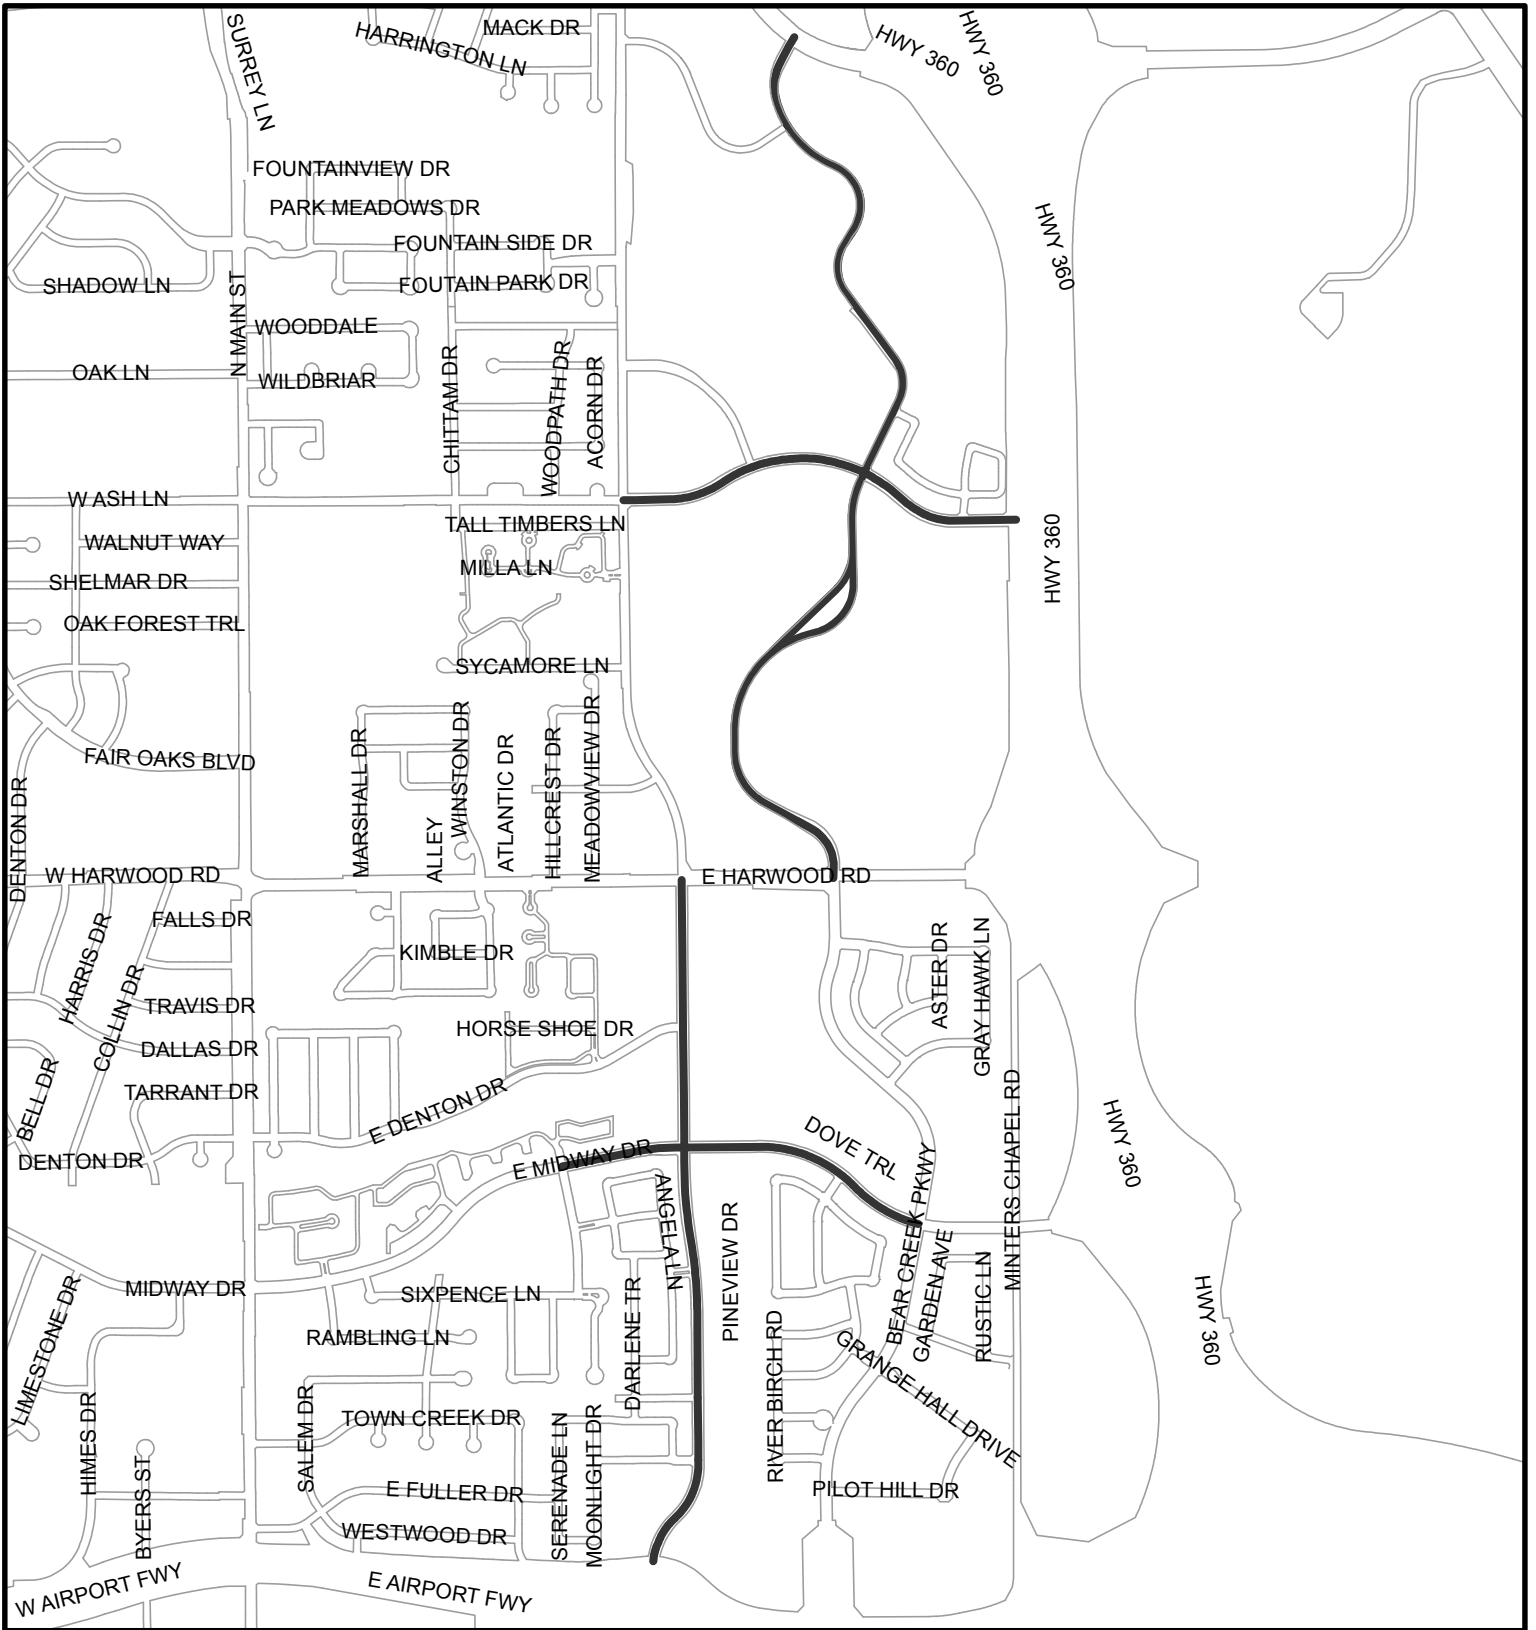 MACK DR
HARRINGTON LN
SURREY LN
HWY 360
HWY 360
FOUNTAINVIEW DR
PARK MEADOWS DR
FOUNTAIN SIDE DR
HWY 360
SHADOW LN
N MAIN ST
FOUTAIN PARK DR
WOODDALE
OAK LN
WILDBRIAR
CHITTAM DR
WOODPATH DR
ACORN DR
W ASH LN
TALL TIMBERS LN
WALNUT WAY
MILLA LN
HWY 360
SHELMAR DR
OAK FOREST TRL
SYCAMORE LN
FAIR OAKS BLVD
DENTON DR
MARSHALL DR
ALLEY
WINSTON DR
ATLANTIC DR
HILLCREST DR
MEADOWVIEW DR
W HARWOOD RD
E HARWOOD RD
FALLS DR
HARRIS DR
KIMBLE DR
ASTER DR
GRAY HAWK LN
COLLIN DR
TRAVIS DR
HORSE SHOE DR
DALLAS DR
BELL DR
TARRANT DR
E DENTON DR
MINTERS CHAPEL RD
HWY 360
DENTON DR
E MIDWAY DR
DOVE TRL
ANGELA LN
PINEVIEW DR
BEAR CREEK PKWY
GARDEN AVE
RUSTIC LN
MIDWAY DR
SIXPENCE LN
HWY 360
LIMESTONE DR
RAMBLING LN
DARLENE TR
RIVER BIRCH RD
GRANGE HALL DRIVE
HIMES DR
SALEM DR
TOWN CREEK DR
SERENADE LN
MOONLIGHT DR
BYERS ST
E FULLER DR
PILOT HILL DR
WESTWOOD DR
W AIRPORT FWY
E AIRPORT FWY